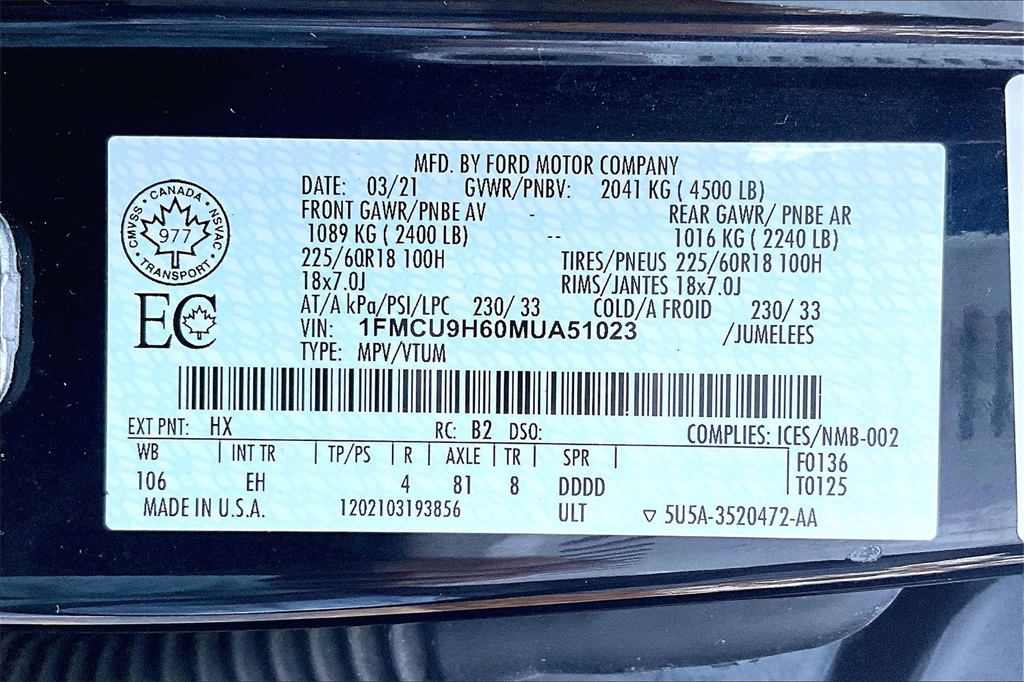 MFD. BY FORD MOTOR COMPANY
DATE: 03/21 GVWR/PNBV: 2041 KG ( 4500 LB)
FRONT GAWR/PNBE AV - REAR GAWR/ PNBE AR
1089 KG ( 2400 LB) -- 1016 KG ( 2240 LB)
225/60R18 100H TIRES/PNEUS 225/60R18 100H
18x7.0J RIMS/JANTES 18x7.0J
AT/A kPa/PSI/LPC 230/ 33 COLD/A FROID 230/ 33
VIN: 1FMCU9H60MUA51023 /JUMELEES
TYPE: MPV/VTUM
CMVSS · CANADA · NSVAC
977
· TRANSPORT ·
EC
EXT PNT: HX RC: B2 DSO: COMPLIES: ICES/NMB-002
WB | INT TR | TP/PS | R | AXLE | TR | SPR | F0136
106 EH 4 81 8 DDDD T0125
MADE IN U.S.A. 1202103193856 ULT ▽ 5U5A-3520472-AA